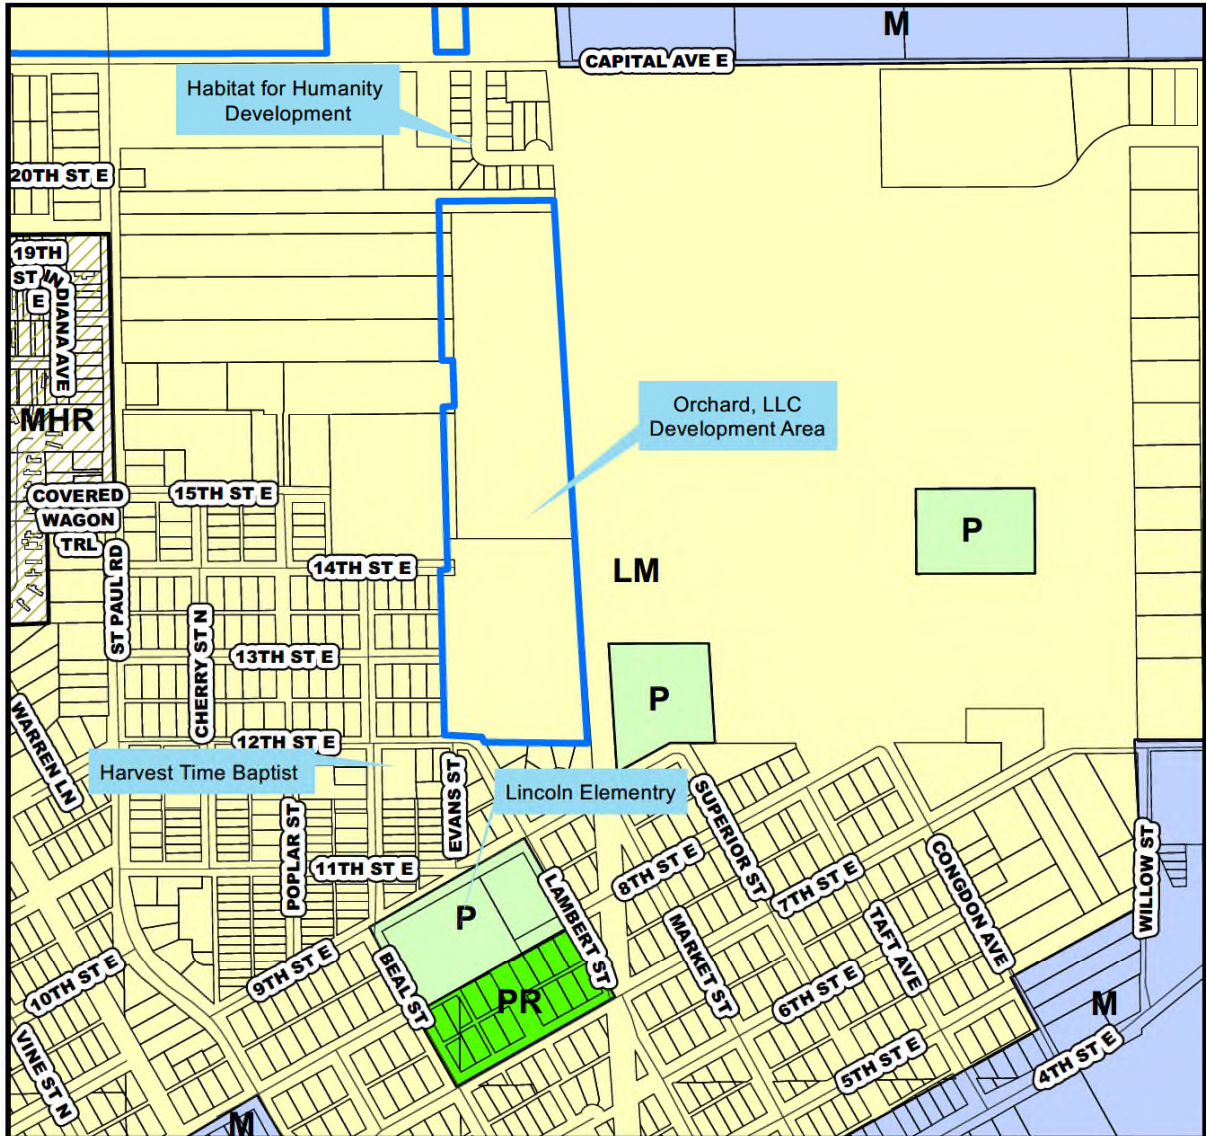 M
CAPITAL AVE E
Habitat for Humanity
Development
20TH ST E
19TH
ST
E
INDIANA AVE
MHR
Orchard, LLC
Development Area
COVERED
WAGON
TRL
15TH ST E
P
ST PAUL RD
14TH ST E
LM
CHERRY ST N
13TH ST E
P
WARREN LN
12TH ST E
Harvest Time Baptist
EVANS ST
Lincoln Elementry
SUPERIOR ST
POPLAR ST
11TH ST E
8TH ST E
7TH ST E
CONGDON AVE
WILLOW ST
P
LAMBERT ST
MARKET ST
TAFT AVE
10TH ST E
9TH ST E
BEAL ST
PR
6TH ST E
M
VINE ST N
5TH ST E
4TH ST E
M